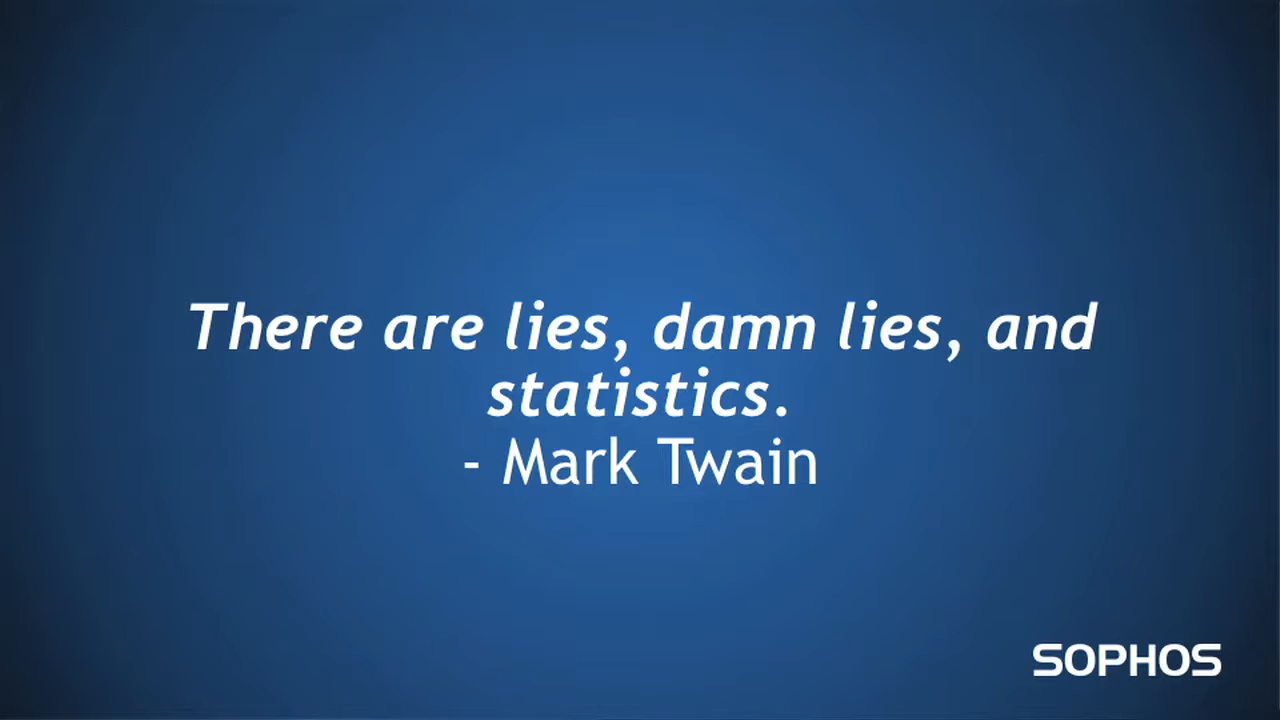 There are lies, damn lies, and
statistics.
- Mark Twain
SOPHOS